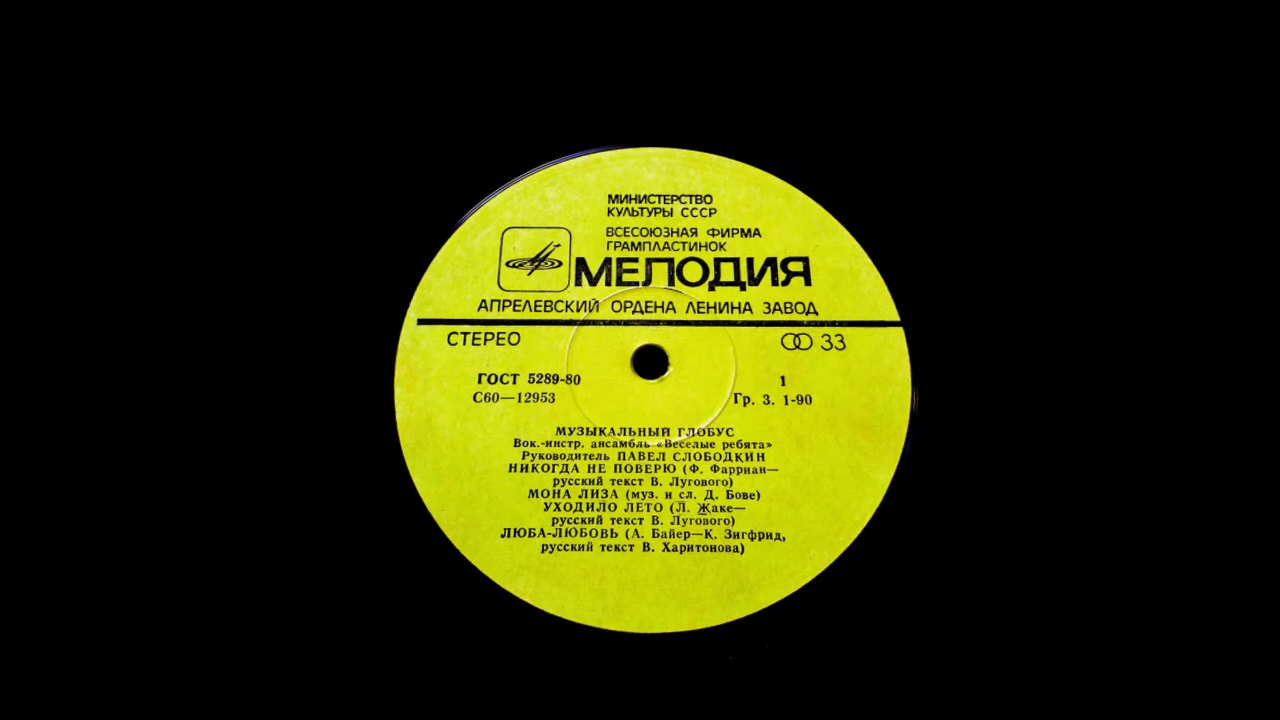 МИНИСТЕРСТВО
КУЛЬТУРЫ СССР
ВСЕСОЮЗНАЯ ФИРМА
ГРАМПЛАСТИНОК
МЕЛОДИЯ
АПРЕЛЕВСКИЙ ОРДЕНА ЛЕНИНА ЗАВОД
СТЕРЕО 33
ГОСТ 5289-80 1
С60—12953 Гр. 3. 1-90
МУЗЫКАЛЬНЫЙ ГЛОБУС
Вок.-инстр. ансамбль «Веселые ребята»
Руководитель ПАВЕЛ СЛОБОДКИН
НИКОГДА НЕ ПОВЕРЮ (Ф. Фарриан—
русский текст В. Лугового)
МОНА ЛИЗА (муз. и сл. Д. Бове)
УХОДИЛО ЛЕТО (Л. Жаке—
русский текст В. Лугового)
ЛЮБА-ЛЮБОВЬ (А. Байер—К. Зигфрид,
русский текст В. Харитонова)